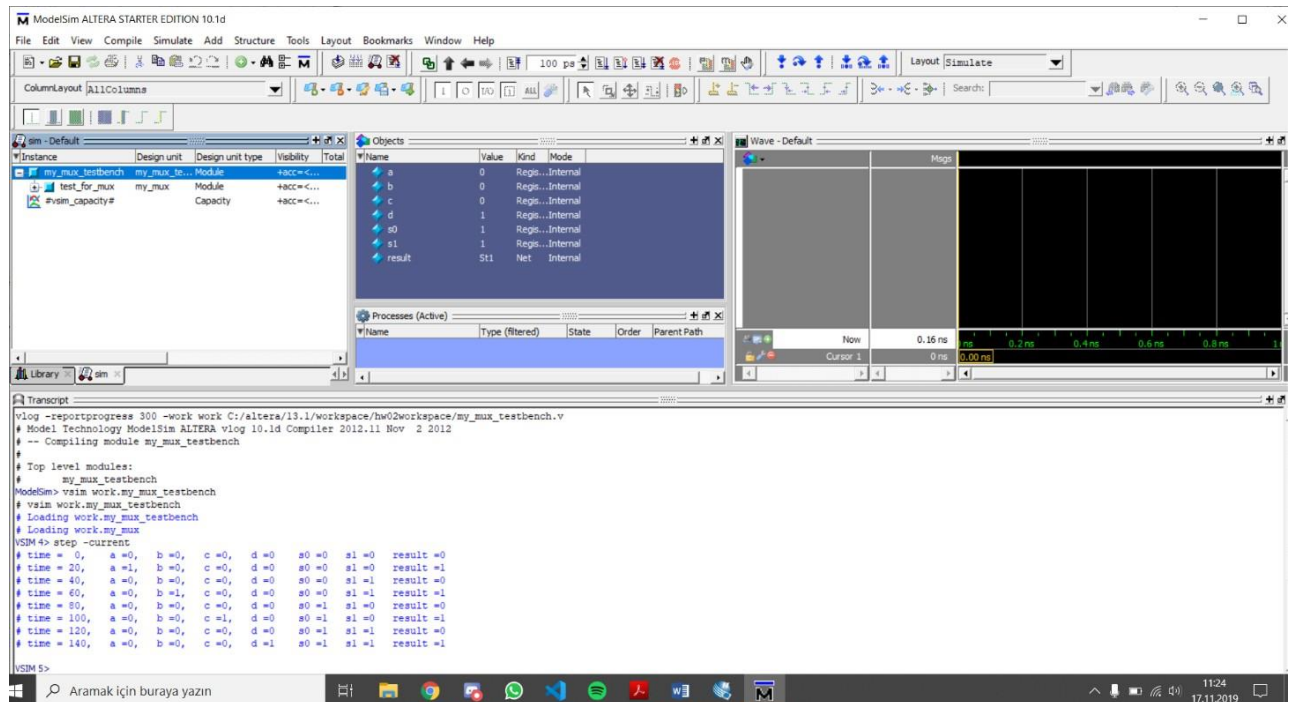 ModelSim ALTERA STARTER EDITION 10.1d
File Edit View Compile Simulate Add Structure Tools Layout Bookmarks Window Help
100 ps Layout Simulate
ColumnLayout AllColumns Search:
sim - Default
Instance Design unit Design unit type Visibility Total
my_mux_testbench my_mux_te... Module +acc=<...
test_for_mux my_mux Module +acc=<...
#vsim_capacity# Capacity +acc=<...
Library sim
Objects
Name Value Kind Mode
a 0 Regis... Internal
b 0 Regis... Internal
c 0 Regis... Internal
d 1 Regis... Internal
s0 1 Regis... Internal
s1 1 Regis... Internal
result St1 Net Internal
Processes (Active)
Name Type (filtered) State Order Parent Path
Wave - Default
Msgs
Now 0.16 ns ns 0.2 ns 0.4 ns 0.6 ns 0.8 ns 1
Cursor 1 0 ns 0.00 ns
Transcript
vlog -reportprogress 300 -work work C:/altera/13.1/workspace/hw02workspace/my_mux_testbench.v
# Model Technology ModelSim ALTERA vlog 10.1d Compiler 2012.11 Nov 2 2012
# -- Compiling module my_mux_testbench
#
# Top level modules:
# my_mux_testbench
ModelSim> vsim work.my_mux_testbench
# vsim work.my_mux_testbench
# Loading work.my_mux_testbench
# Loading work.my_mux
VSIM 4> step -current
# time = 0, a =0, b =0, c =0, d =0 s0 =0 s1 =0 result =0
# time = 20, a =1, b =0, c =0, d =0 s0 =0 s1 =0 result =1
# time = 40, a =0, b =0, c =0, d =0 s0 =0 s1 =1 result =0
# time = 60, a =0, b =1, c =0, d =0 s0 =0 s1 =1 result =1
# time = 80, a =0, b =0, c =0, d =0 s0 =1 s1 =0 result =0
# time = 100, a =0, b =0, c =1, d =0 s0 =1 s1 =0 result =1
# time = 120, a =0, b =0, c =0, d =0 s0 =1 s1 =1 result =0
# time = 140, a =0, b =0, c =0, d =1 s0 =1 s1 =1 result =1
VSIM 5>
Aramak için buraya yazın
11:24
17.11.2019